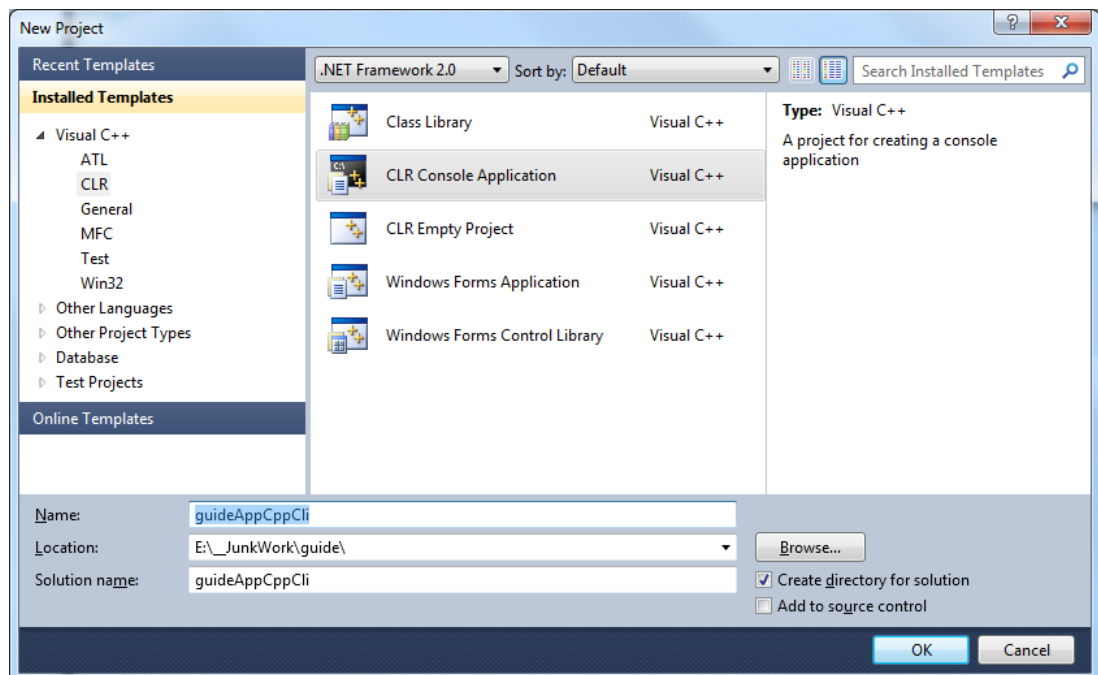 New Project
Recent Templates
Installed Templates
Visual C++
ATL
CLR
General
MFC
Test
Win32
Other Languages
Other Project Types
Database
Test Projects
Online Templates
.NET Framework 2.0 Sort by: Default Search Installed Templates
Class Library Visual C++
C:\
CLR Console Application Visual C++
CLR Empty Project Visual C++
Windows Forms Application Visual C++
Windows Forms Control Library Visual C++
Type: Visual C++
A project for creating a console
application
Name: guideAppCppCli
Location: E:\__JunkWork\guide\ Browse...
Solution name: guideAppCppCli
Create directory for solution
Add to source control
OK Cancel